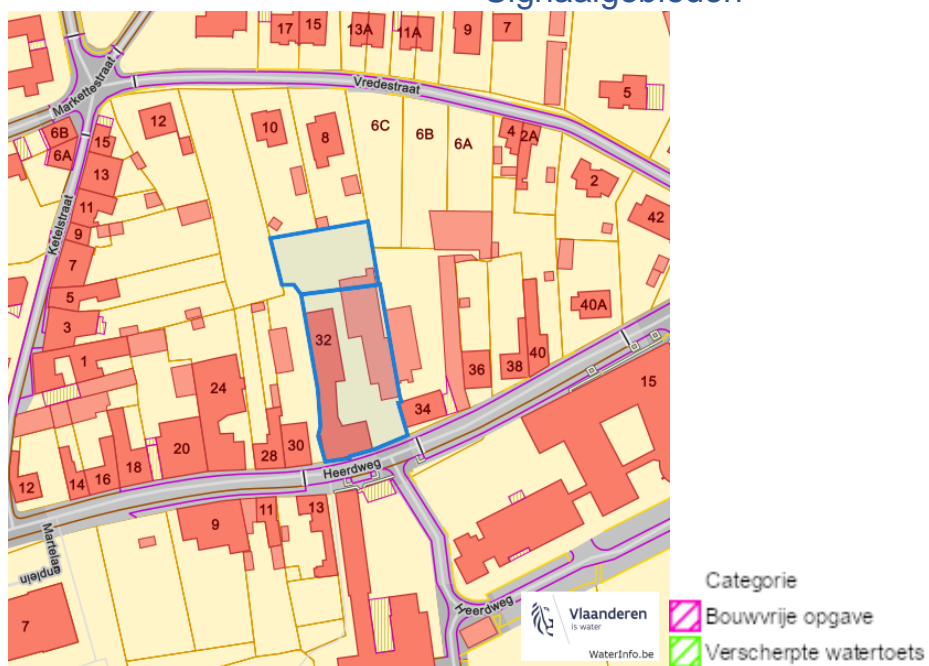 Signaalgebieden
17 15 13A 11A 9 7
Vredestraat
Markettestraat
5
6B
6A
15
12
10
8
6C
6B
6A
4
2A
13
2
11
42
Ketelstraat
9
7
5
3
40A
32
1
24
40
38
36
15
34
20
18
28
30
12
14
16
Heerdweg
9
11
13
Martelaa
enplein
7
Heerdweg
Vlaanderen
is water
WaterInfo.be
Categorie
Bouwvrije opgave
Verscherpte watertoets